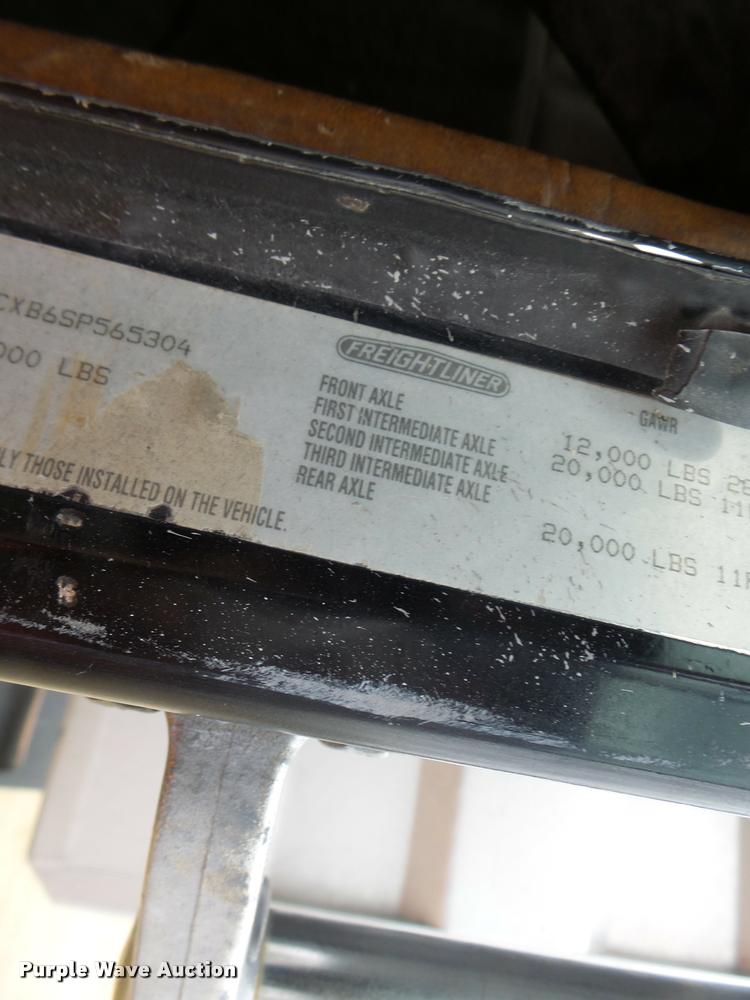 CXB6SP565304
000 LBS
LY THOSE INSTALLED ON THE VEHICLE.
FREIGHTLINER
GAWR
FRONT AXLE 12,000 LBS
FIRST INTERMEDIATE AXLE 20,000 LBS
SECOND INTERMEDIATE AXLE
THIRD INTERMEDIATE AXLE
REAR AXLE 20,000 LBS
Purple Wave Auction